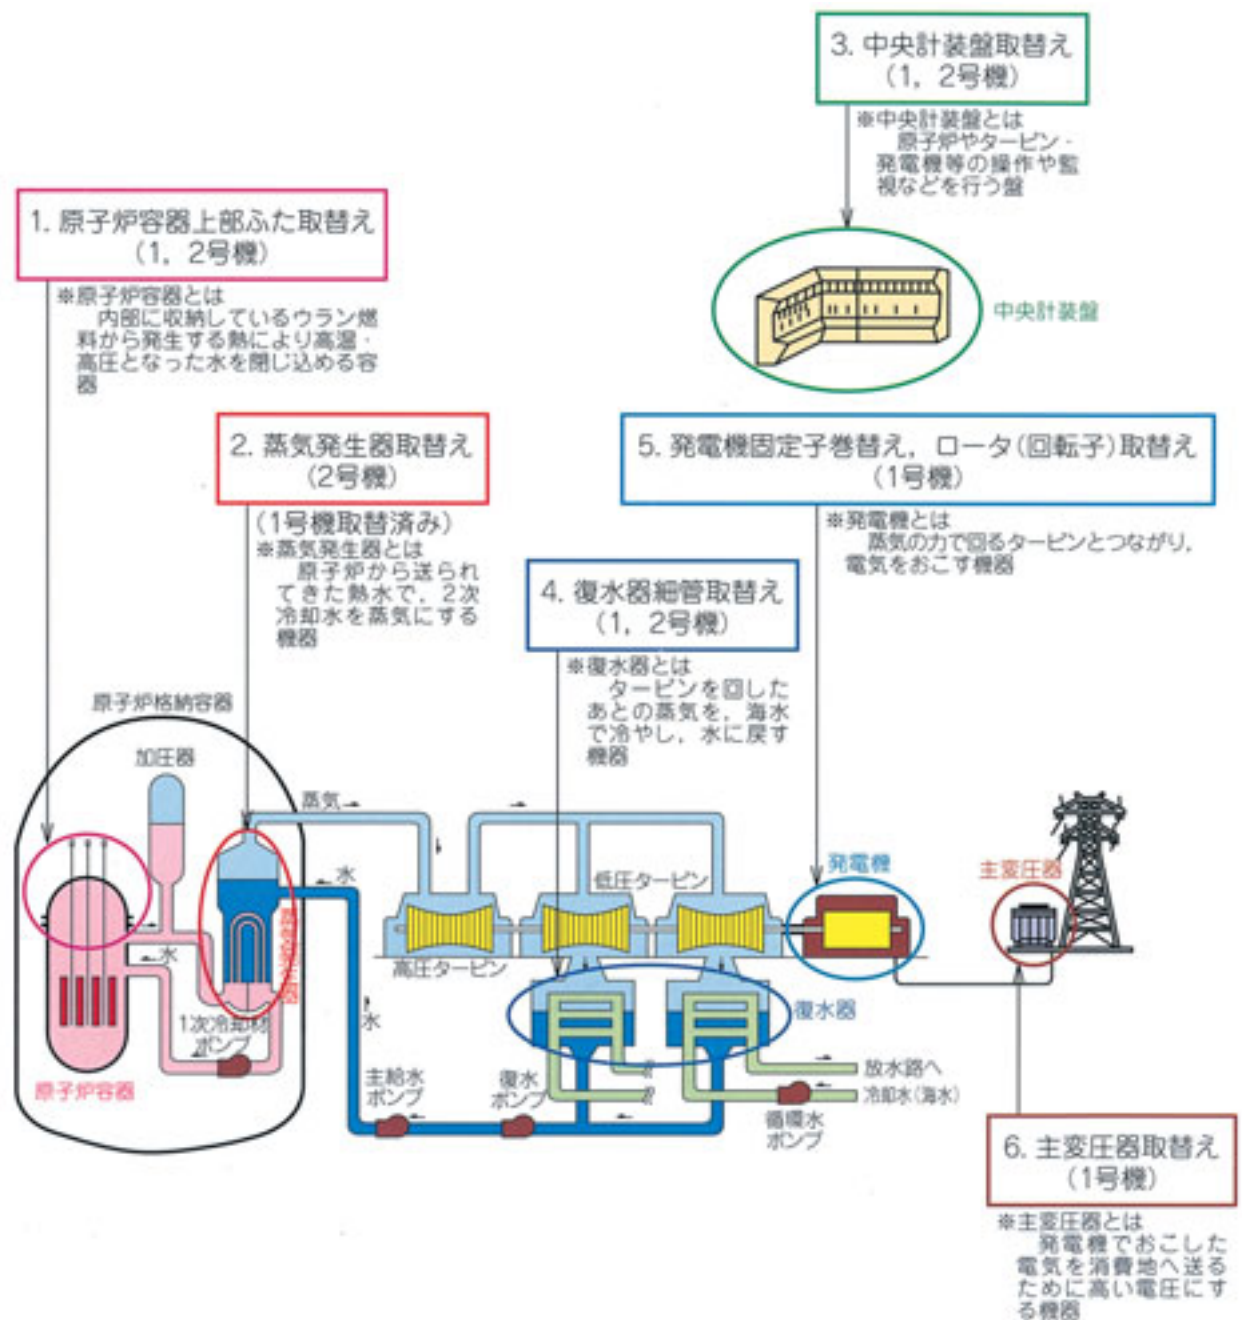 3. 中央計装盤取替え
(1，2号機)
※中央計装盤とは
原子炉やタービン・
発電機等の操作や監
視などを行う盤
中央計装盤
1. 原子炉容器上部ふた取替え
(1，2号機)
※原子炉容器とは
内部に収納しているウラン燃
料から発生する熱により高温・
高圧となった水を閉じ込める容
器
2. 蒸気発生器取替え
(2号機)
(1号機取替済み)
※蒸気発生器とは
原子炉から送られ
てきた熱水で，2次
冷却水を蒸気にする
機器
5. 発電機固定子巻替え，ロータ(回転子)取替え
(1号機)
※発電機とは
蒸気の力で回るタービンとつながり，
電気をおこす機器
4. 復水器細管取替え
(1，2号機)
※復水器とは
タービンを回した
あとの蒸気を，海水
で冷やし，水に戻す
機器
原子炉格納容器
加圧器
蒸気
水
低圧タービン
発電機
主変圧器
蒸気発生器
水
高圧タービン
復水器
水
1次冷却材
ポンプ
原子炉容器
主給水
ポンプ
復水
ポンプ
放水路へ
冷却水(海水)
循環水
ポンプ
6. 主変圧器取替え
(1号機)
※主変圧器とは
発電機でおこした
電気を消費地へ送る
ために高い電圧にす
る機器